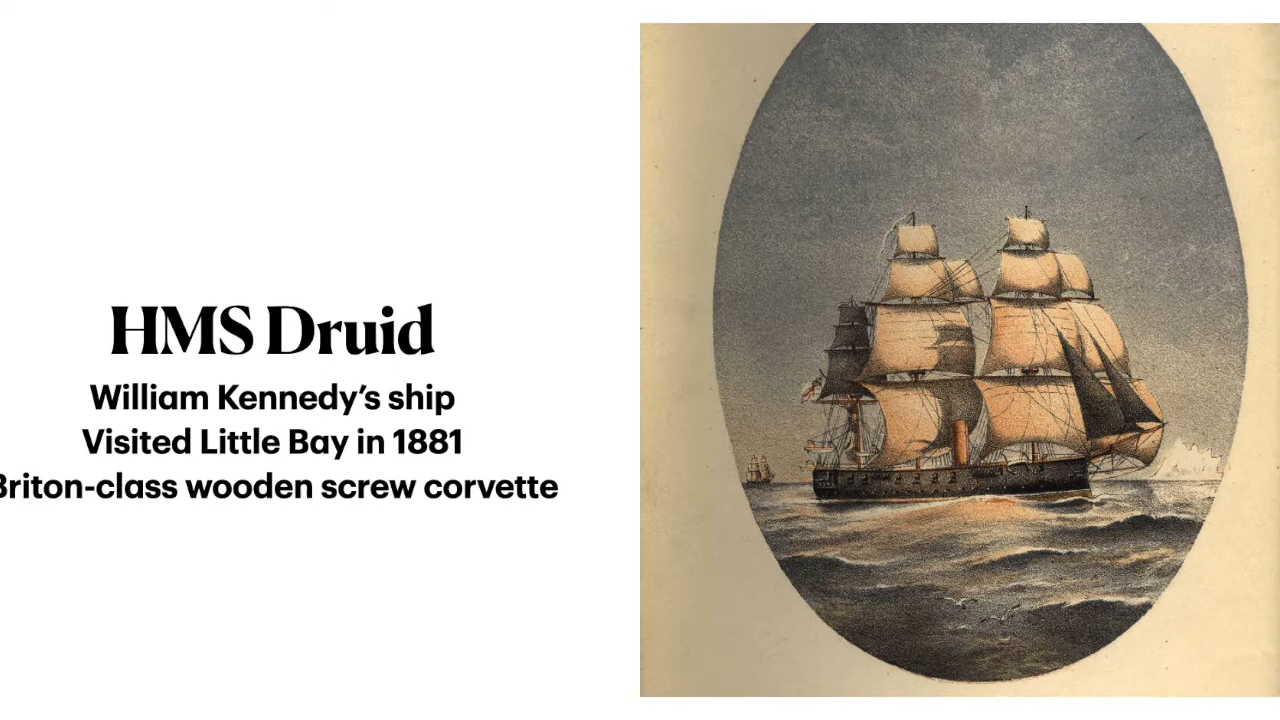 HMS Druid
William Kennedy’s ship
Visited Little Bay in 1881
Briton-class wooden screw corvette